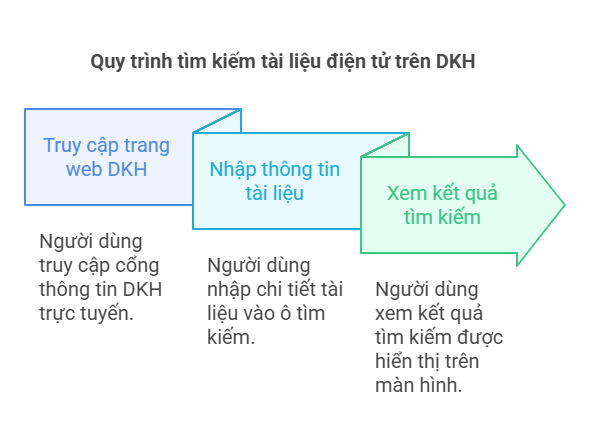 Quy trình tìm kiếm tài liệu điện tử trên DKH
Truy cập trang
web DKH
Nhập thông tin
tài liệu
Xem kết quả
tìm kiếm
Người dùng
truy cập cổng
thông tin DKH
trực tuyến.
Người dùng
nhập chi tiết tài
liệu vào ô tìm
kiếm.
Người dùng
xem kết quả
tìm kiếm được
hiển thị trên
màn hình.